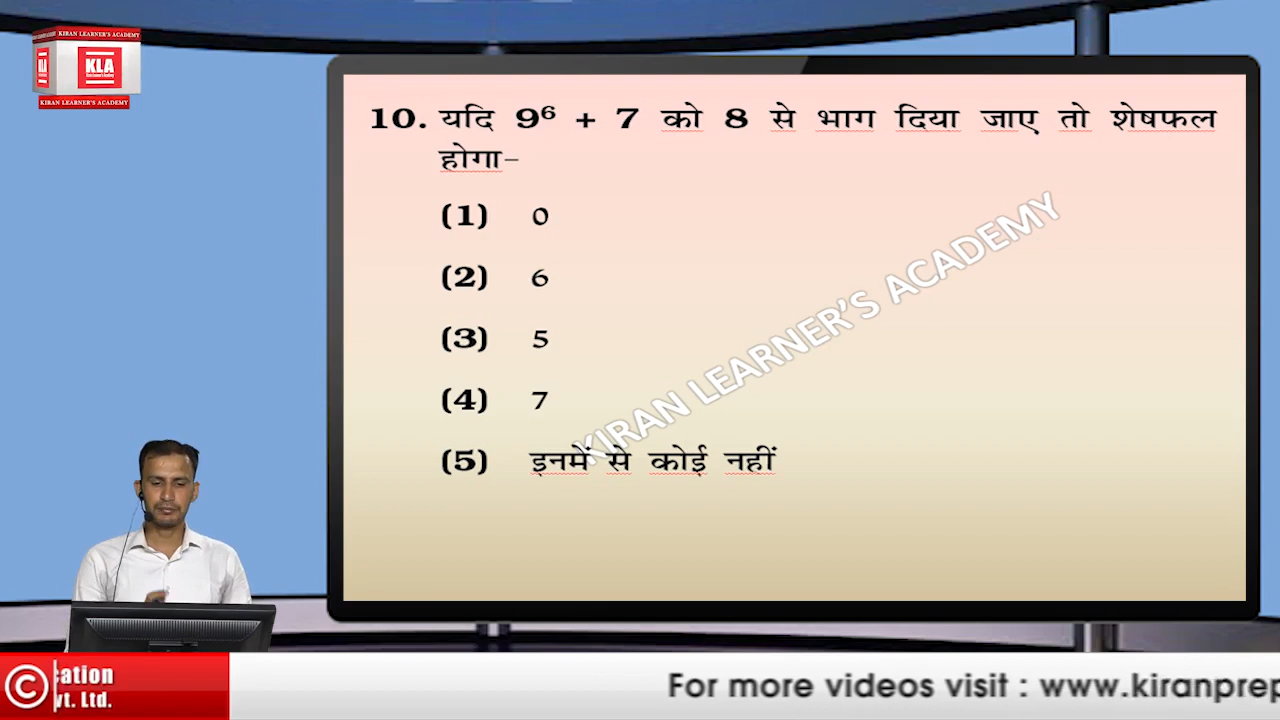 KIRAN LEARNER'S ACADEMY
KLA
KIRAN LEARNER'S ACADEMY
10. यदि 9⁶ + 7 को 8 से भाग दिया जाए तो शेषफल
होगा–
(1) 0
(2) 6
(3) 5
(4) 7
(5) इनमें से कोई नहीं
KIRAN LEARNER'S ACADEMY
©
cation
vt. Ltd.
For more videos visit : www.kiranprep